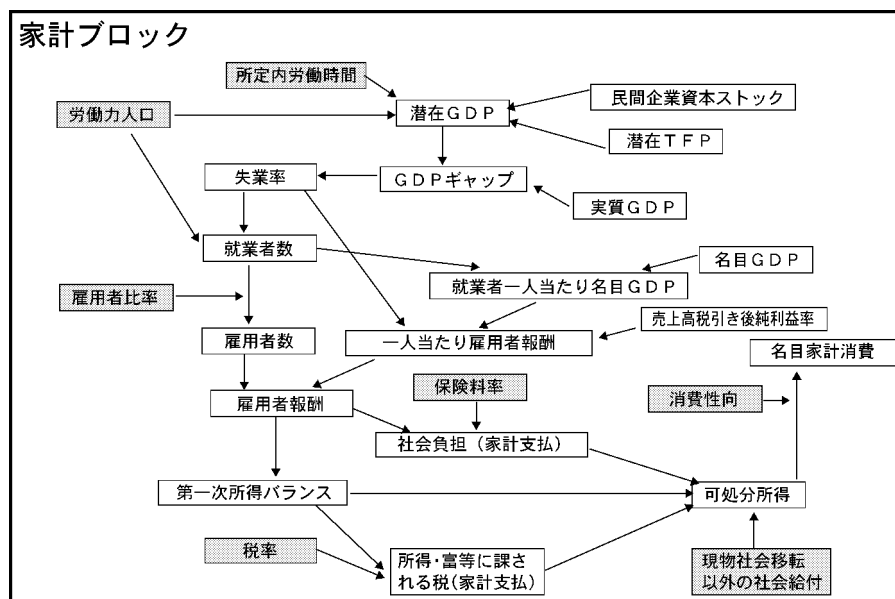 家計ブロック
所定内労働時間
民間企業資本ストック
労働力人口
潜在ＧＤＰ
潜在ＴＦＰ
失業率
ＧＤＰギャップ
実質ＧＤＰ
就業者数
名目ＧＤＰ
就業者一人当たり名目ＧＤＰ
雇用者比率
売上高税引き後純利益率
雇用者数
一人当たり雇用者報酬
名目家計消費
保険料率
消費性向
雇用者報酬
社会負担（家計支払）
第一次所得バランス
可処分所得
税率
所得・富等に課さ
れる税(家計支払)
現物社会移転
以外の社会給付